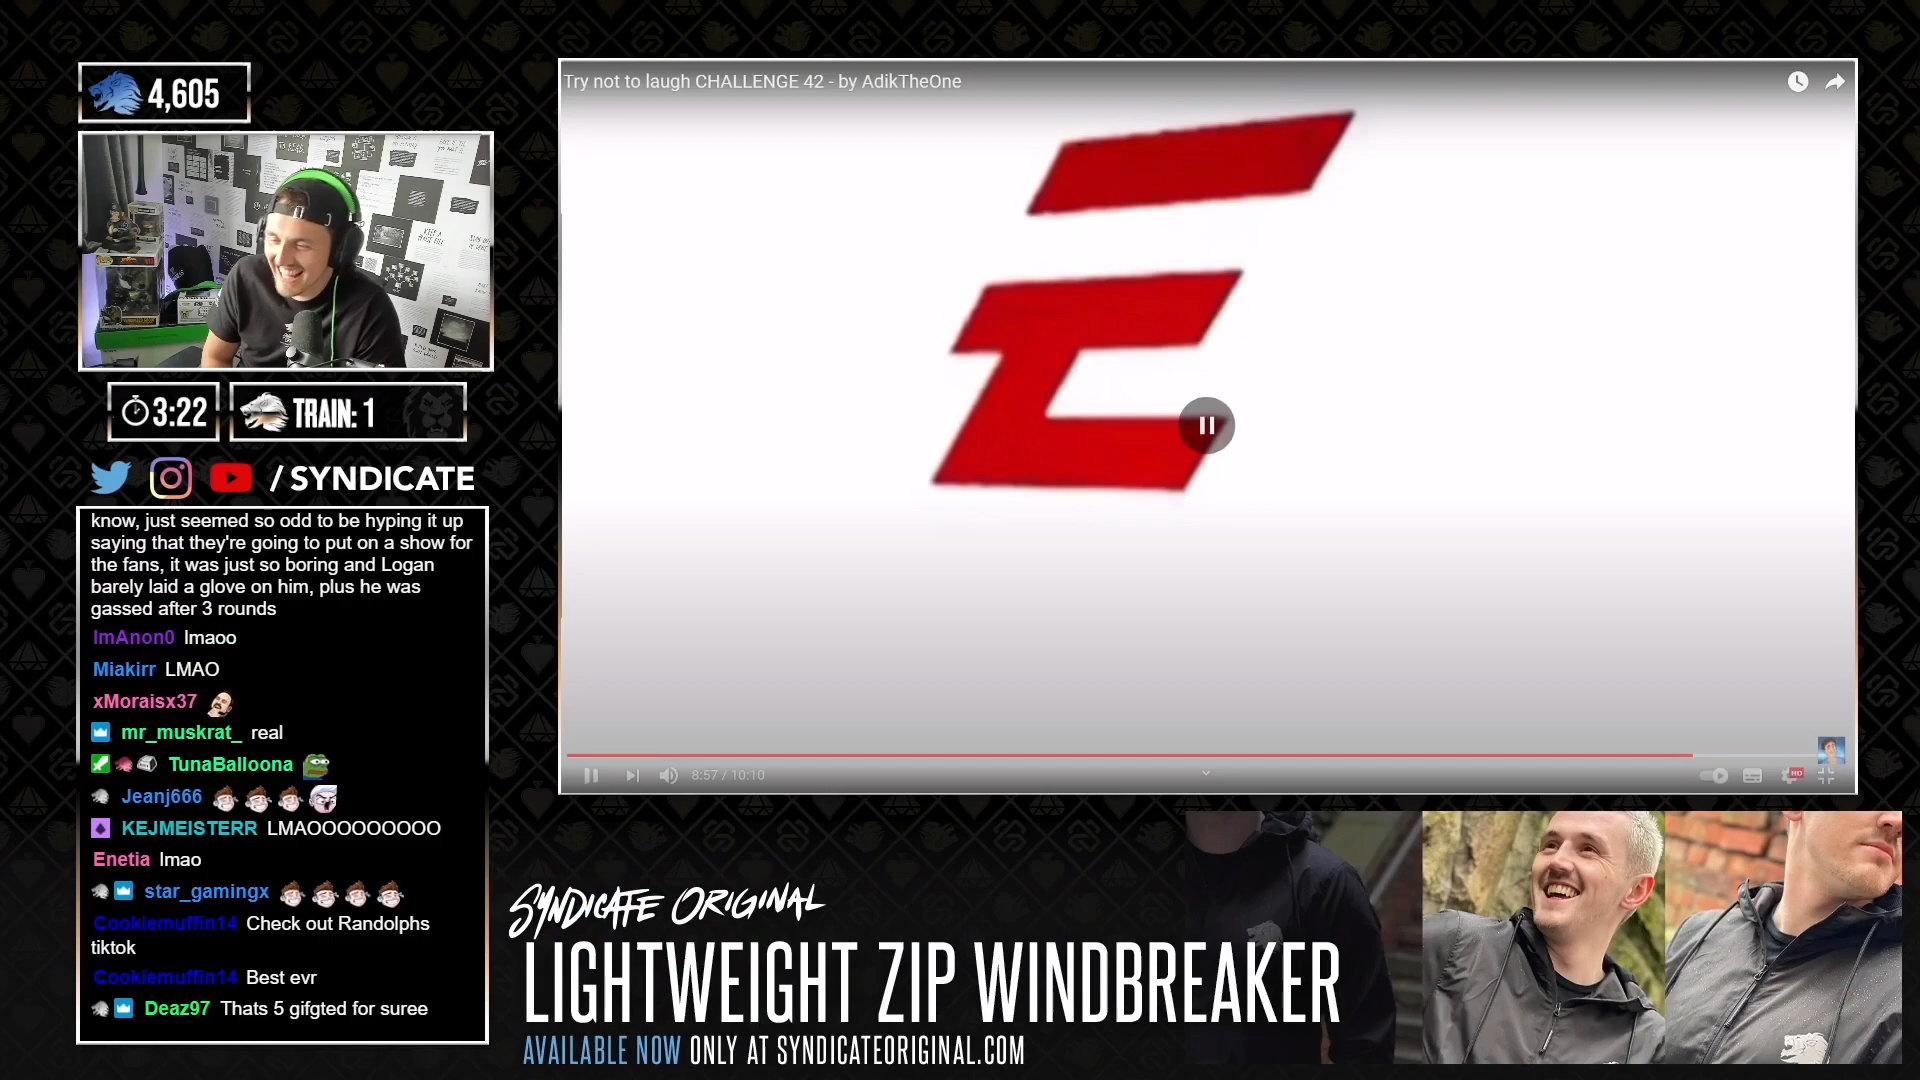 4,605
3:22
TRAIN: 1
/SYNDICATE
know, just seemed so odd to be hyping it up
saying that they're going to put on a show for
the fans, it was just so boring and Logan
barely laid a glove on him, plus he was
gassed after 3 rounds
ImAnon0 lmaoo
Miakirr LMAO
xMoraisx37
mr_muskrat_ real
TunaBalloona
Jeanj666
KEJMEISTERR LMAOOOOOOOOO
Enetia lmao
star_gamingx
Cookiemuffin14 Check out Randolphs
tiktok
Cookiemuffin14 Best evr
Deaz97 Thats 5 gifgted for suree
Try not to laugh CHALLENGE 42 - by AdikTheOne
8:57 / 10:10
HD
SYNDICATE ORIGINAL
LIGHTWEIGHT ZIP WINDBREAKER
AVAILABLE NOW ONLY AT SYNDICATEORIGINAL.COM